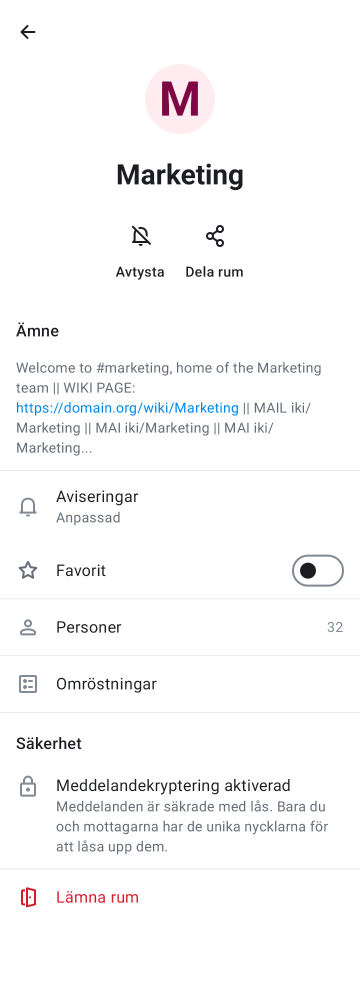 M
Marketing
Avtysta
Dela rum
Ämne
Welcome to #marketing, home of the Marketing
team || WIKI PAGE:
https://domain.org/wiki/Marketing || MAIL iki/
Marketing || MAI iki/Marketing || MAI iki/
Marketing...
Aviseringar
Anpassad
Favorit
Personer 32
Omröstningar
Säkerhet
Meddelandekryptering aktiverad
Meddelanden är säkrade med lås. Bara du
och mottagarna har de unika nycklarna för
att låsa upp dem.
Lämna rum